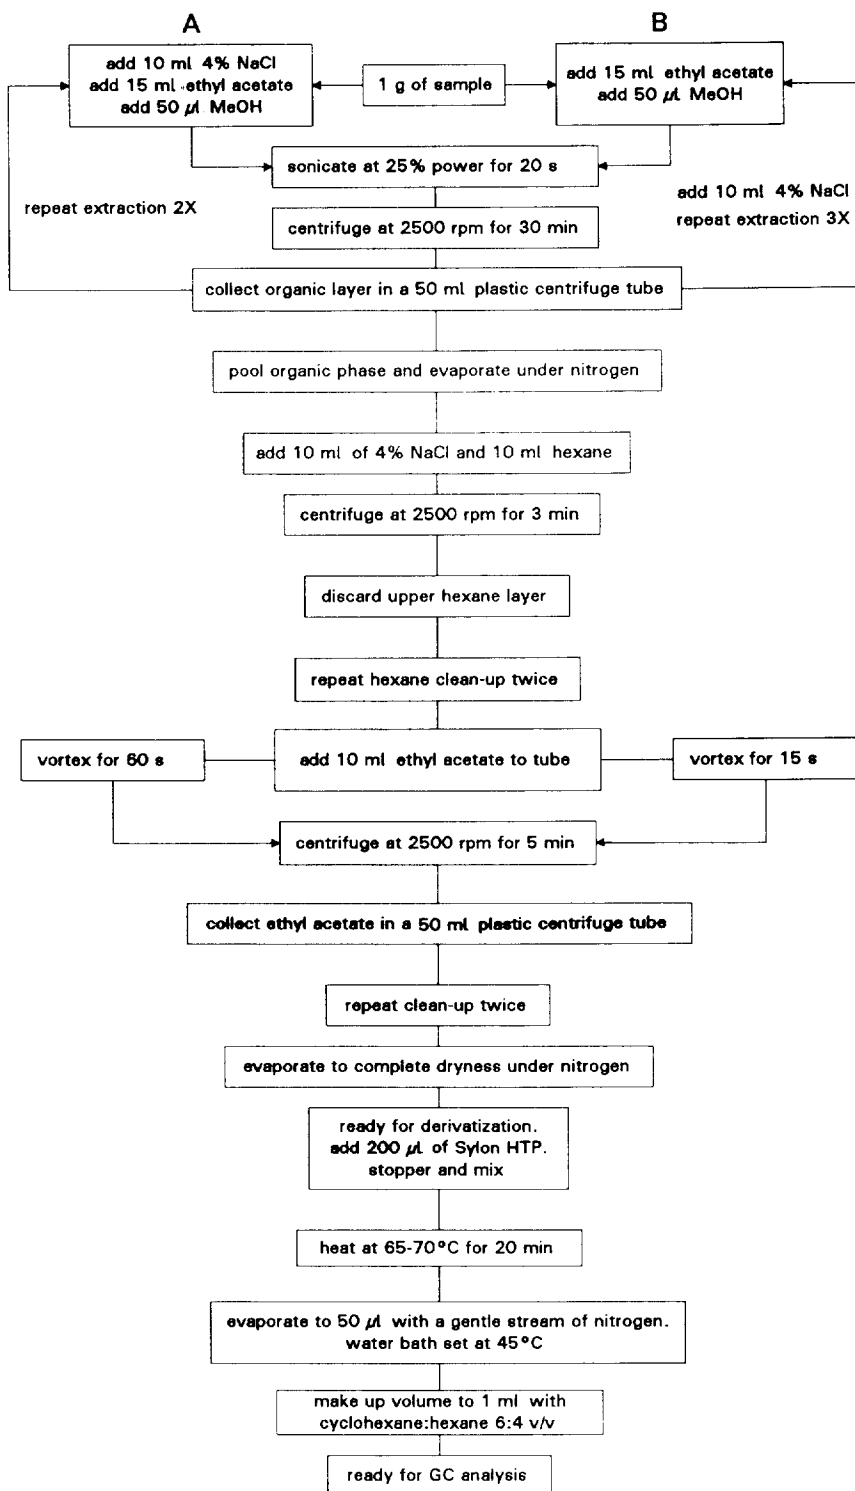 A
B
add 10 ml 4% NaCl
add 15 ml ethyl acetate
add 50 µl MeOH
1 g of sample
add 15 ml ethyl acetate
add 50 µl MeOH
sonicate at 25% power for 20 s
repeat extraction 2X
add 10 ml 4% NaCl
repeat extraction 3X
centrifuge at 2500 rpm for 30 min
collect organic layer in a 50 ml plastic centrifuge tube
pool organic phase and evaporate under nitrogen
add 10 ml of 4% NaCl and 10 ml hexane
centrifuge at 2500 rpm for 3 min
discard upper hexane layer
repeat hexane clean-up twice
vortex for 60 s
add 10 ml ethyl acetate to tube
vortex for 15 s
centrifuge at 2500 rpm for 5 min
collect ethyl acetate in a 50 ml plastic centrifuge tube
repeat clean-up twice
evaporate to complete dryness under nitrogen
ready for derivatization.
add 200 µl of Sylon HTP.
stopper and mix
heat at 65-70°C for 20 min
evaporate to 50 µl with a gentle stream of nitrogen.
water bath set at 45°C
make up volume to 1 ml with
cyclohexane:hexane 6:4 v/v
ready for GC analysis